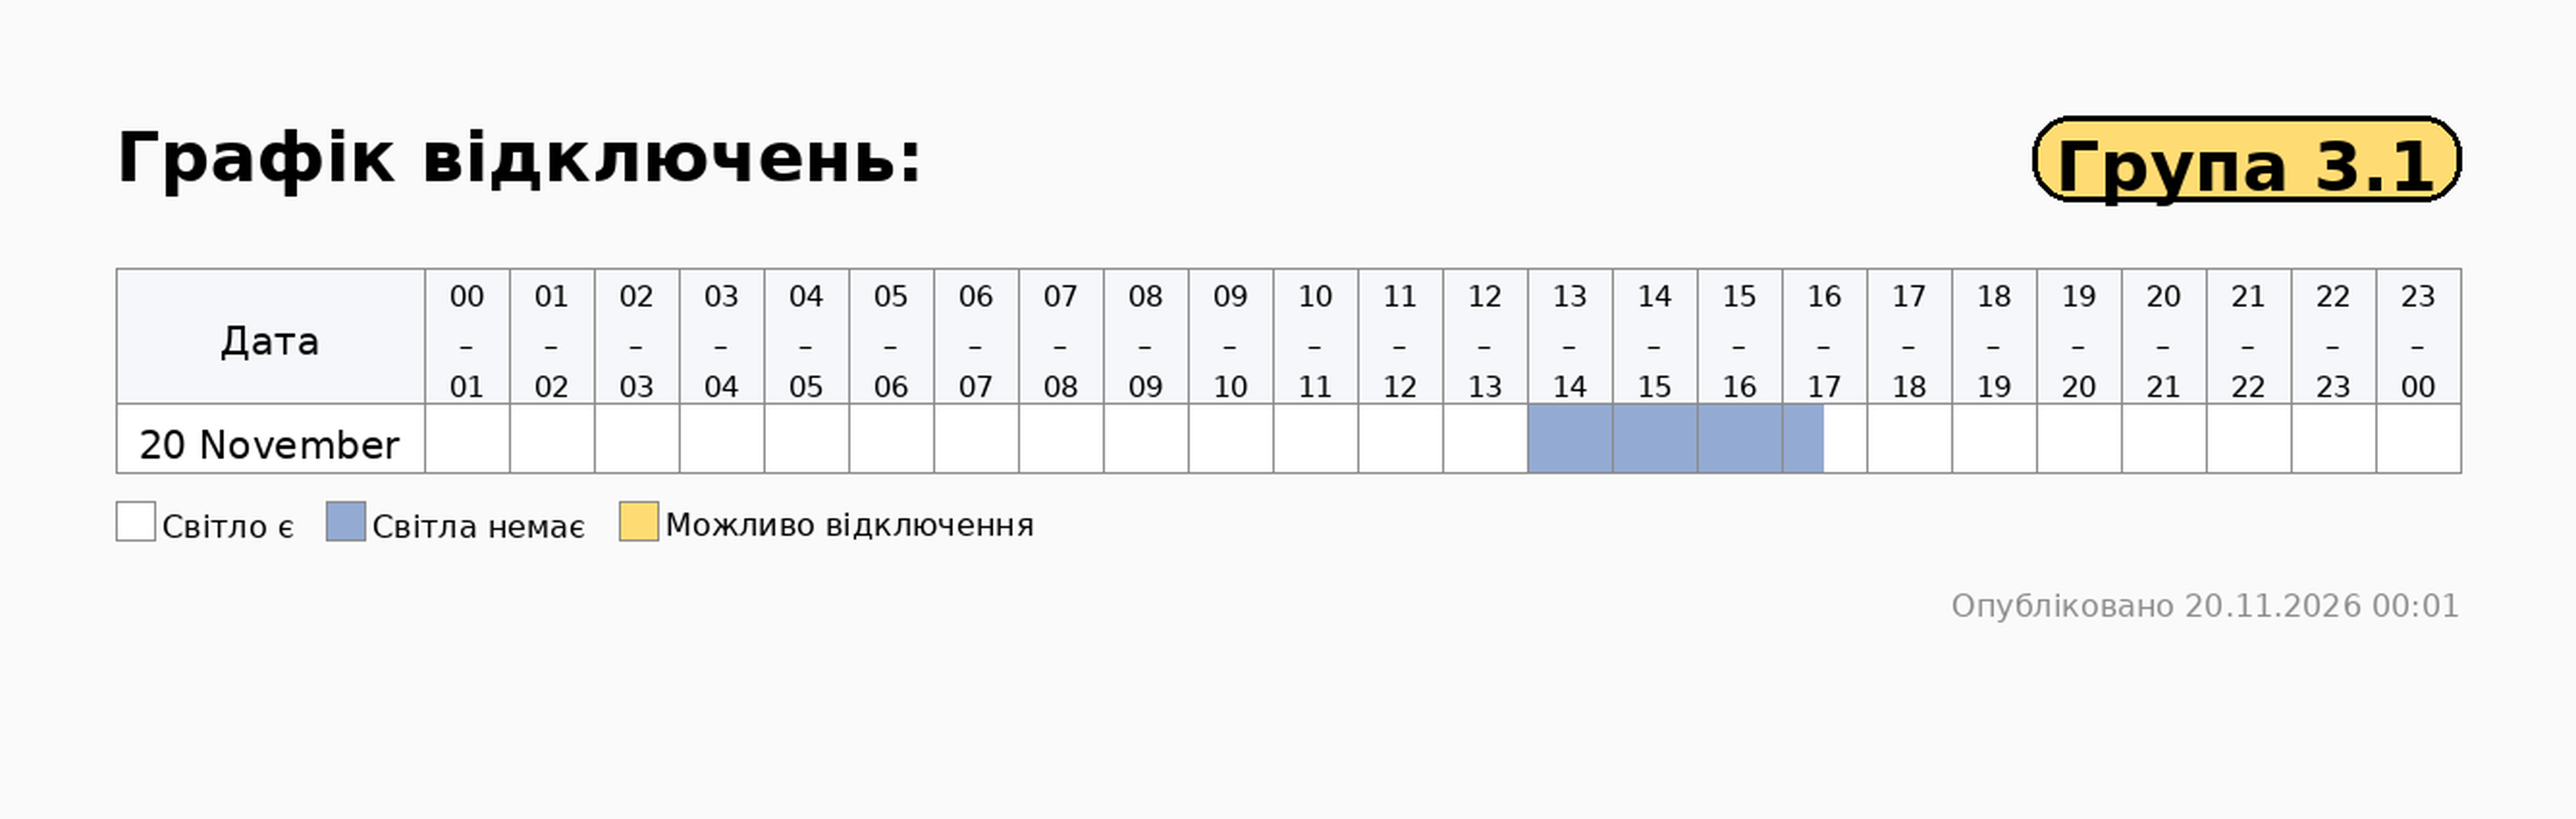 Графік відключень:
Група 3.1
Дата
00 – 01
01 – 02
02 – 03
03 – 04
04 – 05
05 – 06
06 – 07
07 – 08
08 – 09
09 – 10
10 – 11
11 – 12
12 – 13
13 – 14
14 – 15
15 – 16
16 – 17
17 – 18
18 – 19
19 – 20
20 – 21
21 – 22
22 – 23
23 – 00
20 November
Світло є
Світла немає
Можливо відключення
Опубліковано 20.11.2026 00:01